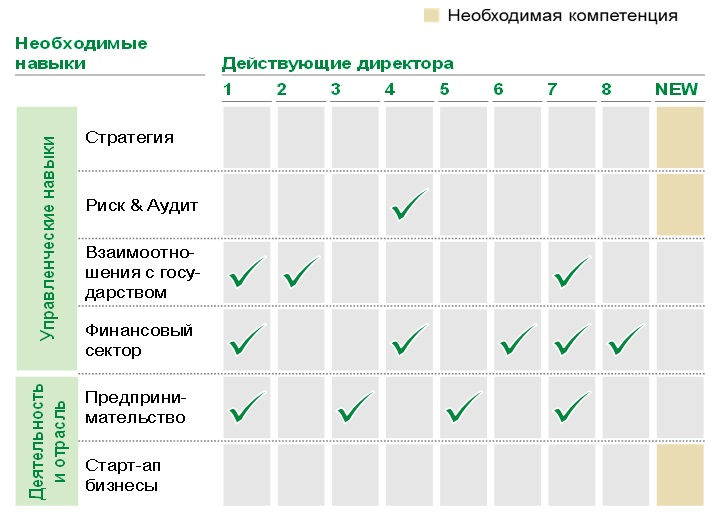 Необходимая компетенция
Необходимые
навыки
Действующие директора
1 2 3 4 5 6 7 8 NEW
Управленческие навыки
Стратегия
Риск & Аудит
Взаимоотно-
шения с госу-
дарством
Финансовый
сектор
Деятельность
и отрасль
Предприни-
мательство
Старт-ап
бизнесы